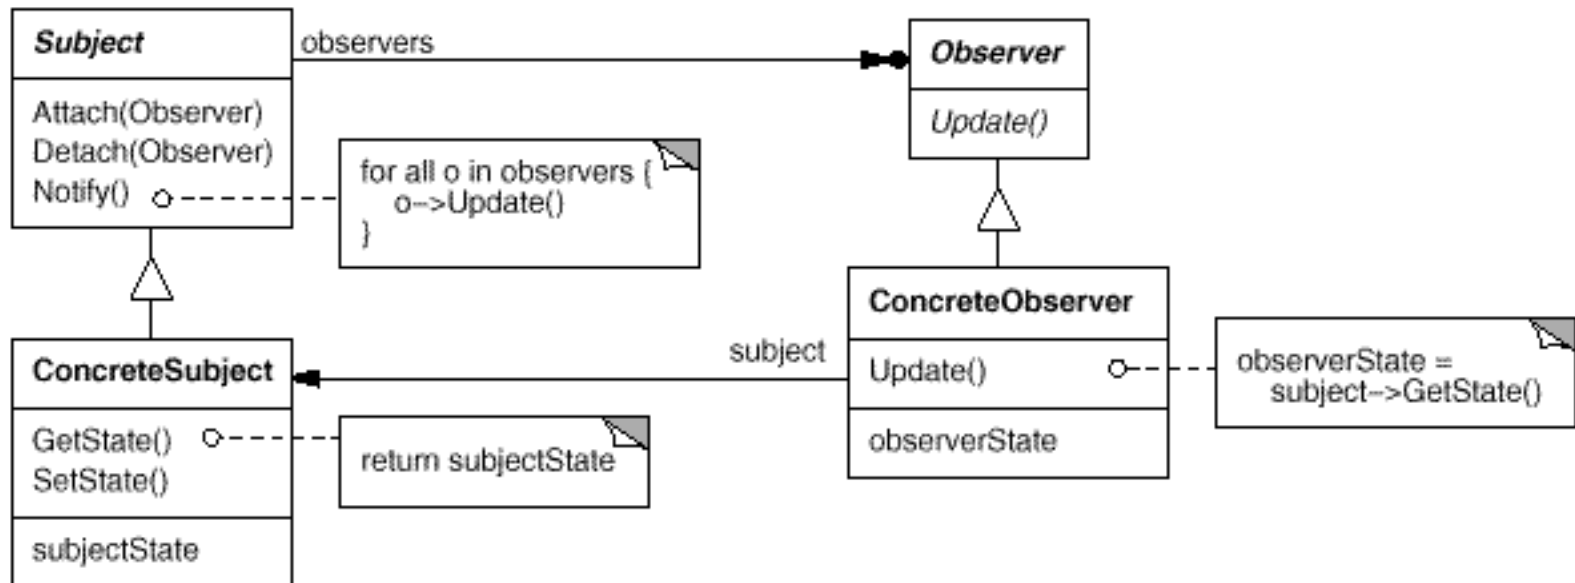 Subject
Attach(Observer)
Detach(Observer)
Notify()
observers
for all o in observers {
o->Update()
}
Observer
Update()
ConcreteSubject
GetState()
SetState()
subjectState
return subjectState
subject
ConcreteObserver
Update()
observerState
observerState =
subject->GetState()